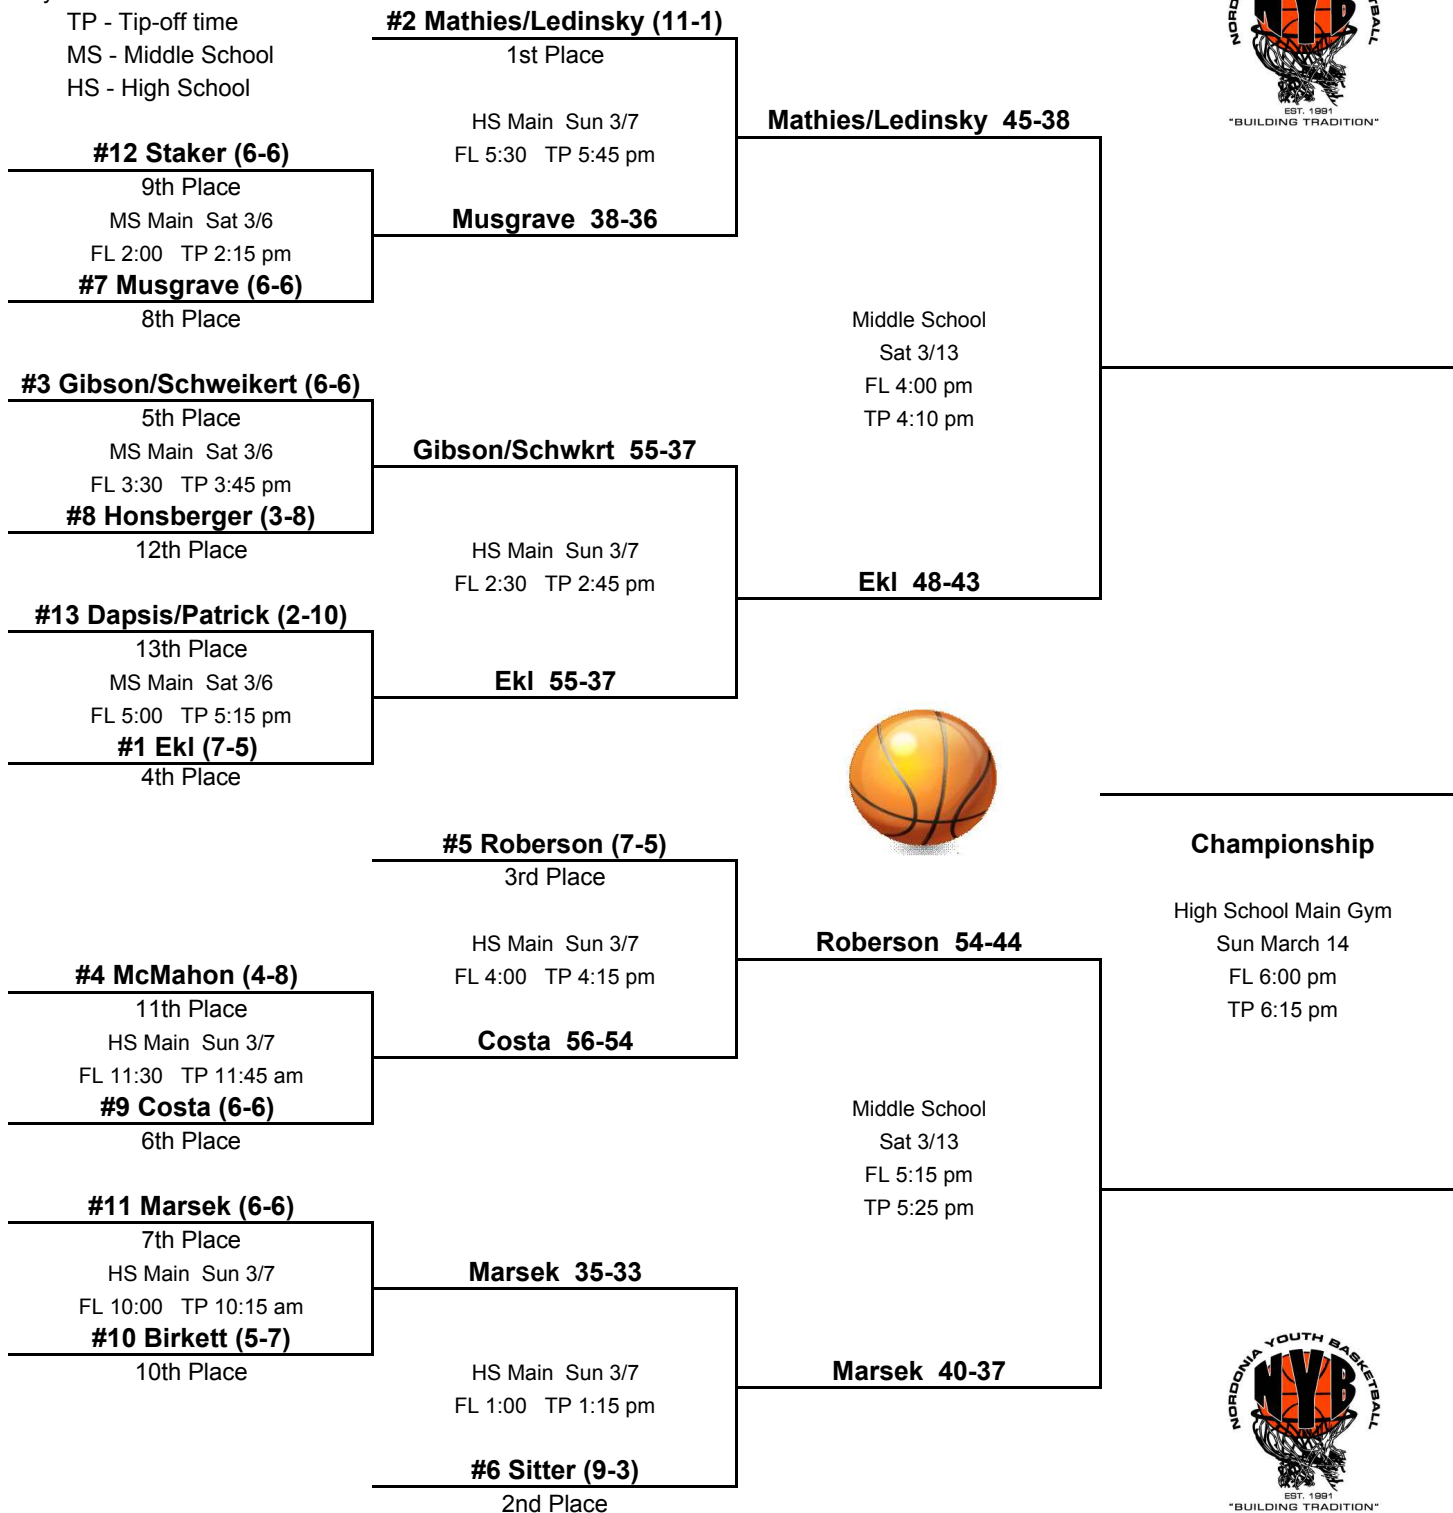 TP - Tip-off time
MS - Middle School
HS - High School
#12 Staker (6-6)
9th Place
MS Main Sat 3/6
FL 2:00 TP 2:15 pm
#7 Musgrave (6-6)
8th Place
#3 Gibson/Schweikert (6-6)
5th Place
MS Main Sat 3/6
FL 3:30 TP 3:45 pm
#8 Honsberger (3-8)
12th Place
#13 Dapsis/Patrick (2-10)
13th Place
MS Main Sat 3/6
FL 5:00 TP 5:15 pm
#1 Ekl (7-5)
4th Place
#4 McMahon (4-8)
11th Place
HS Main Sun 3/7
FL 11:30 TP 11:45 am
#9 Costa (6-6)
6th Place
#11 Marsek (6-6)
7th Place
HS Main Sun 3/7
FL 10:00 TP 10:15 am
#10 Birkett (5-7)
10th Place
#2 Mathies/Ledinsky (11-1)
1st Place
HS Main Sun 3/7
FL 5:30 TP 5:45 pm
Musgrave 38-36
Gibson/Schwkrt 55-37
HS Main Sun 3/7
FL 2:30 TP 2:45 pm
Ekl 55-37
#5 Roberson (7-5)
3rd Place
HS Main Sun 3/7
FL 4:00 TP 4:15 pm
Costa 56-54
Marsek 35-33
HS Main Sun 3/7
FL 1:00 TP 1:15 pm
#6 Sitter (9-3)
2nd Place
Mathies/Ledinsky 45-38
Middle School
Sat 3/13
FL 4:00 pm
TP 4:10 pm
Ekl 48-43
Roberson 54-44
Middle School
Sat 3/13
FL 5:15 pm
TP 5:25 pm
Marsek 40-37
NYB
EST. 1991
"BUILDING TRADITION"
Championship
High School Main Gym
Sun March 14
FL 6:00 pm
TP 6:15 pm
NORDONIA YOUTH BASKETBALL
NYB
EST. 1991
"BUILDING TRADITION"